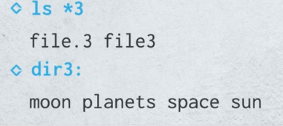 ◇ ls *3
file.3 file3
◇ dir3:
moon planets space sun